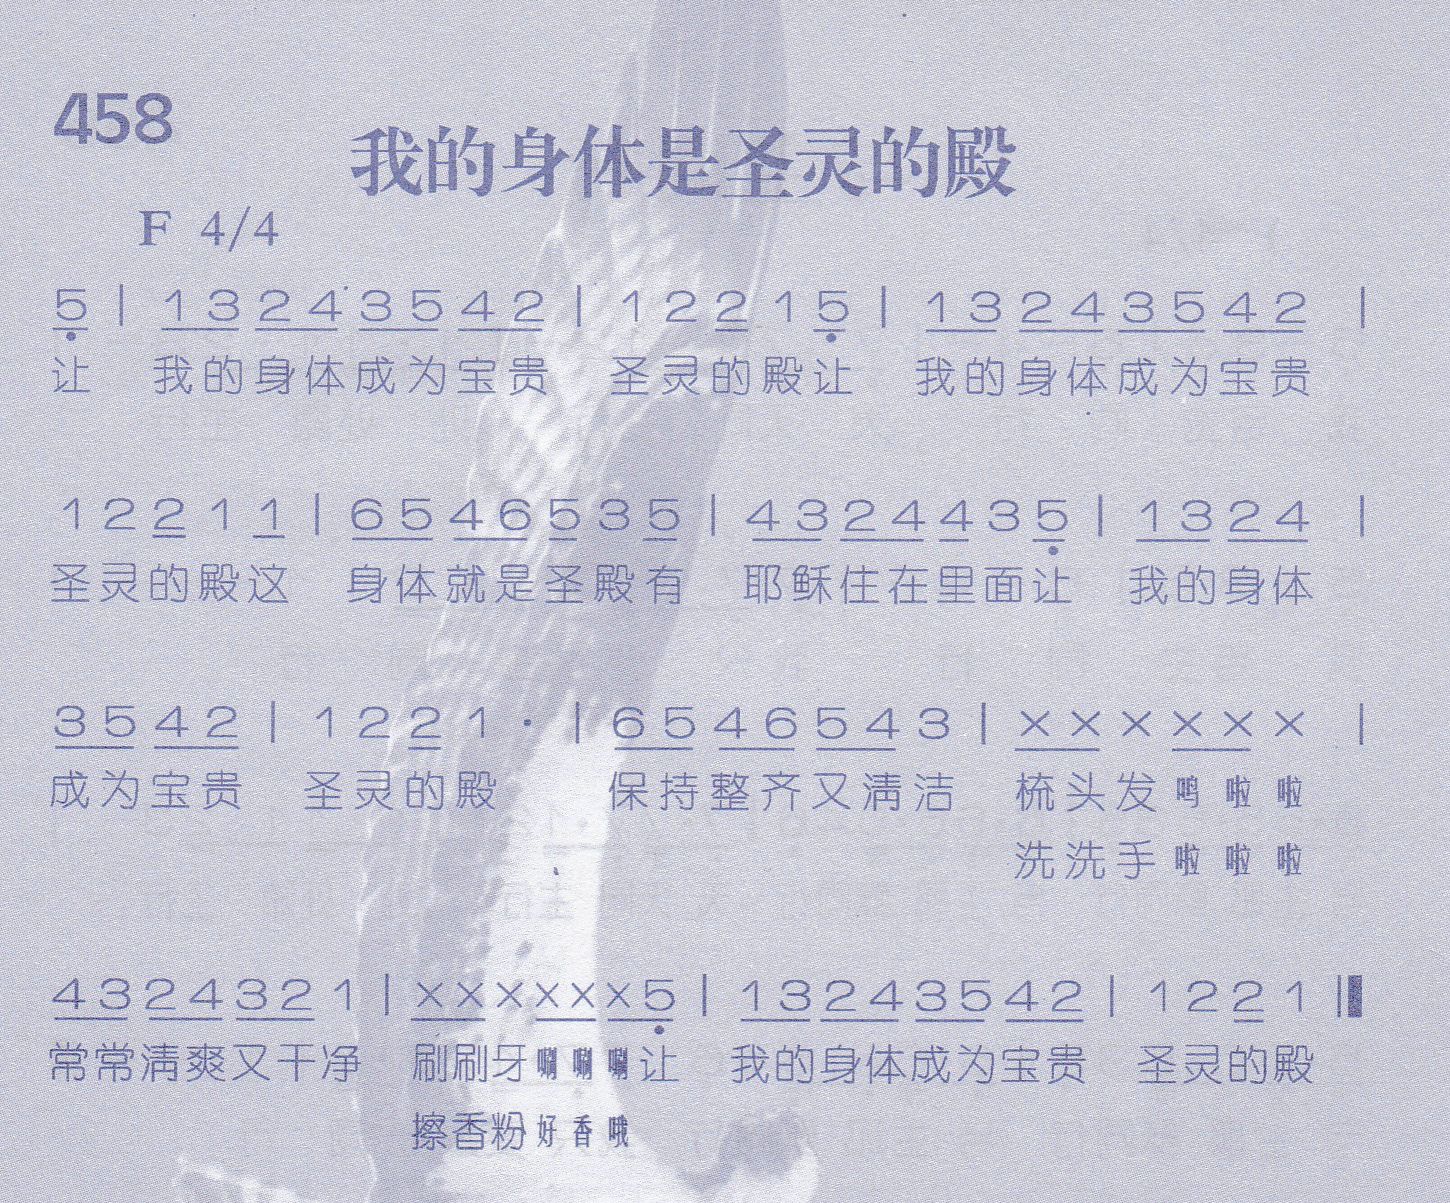 458
我的身体是圣灵的殿
F 4/4
5 | 1 3 2 4 3 5 4 2 | 1 2 2 1 5 | 1 3 2 4 3 5 4 2 |
让 我的身体成为宝贵 圣灵的殿让 我的身体成为宝贵
1 2 2 1 1 | 6 5 4 6 5 3 5 | 4 3 2 4 4 3 5 | 1 3 2 4 |
圣灵的殿这 身体就是圣殿有 耶稣住在里面让 我的身体
3 5 4 2 | 1 2 2 1 · | 6 5 4 6 5 4 3 | X X X X X X |
成为宝贵 圣灵的殿 保持整齐又清洁 梳头发鸣啦啦
洗洗手啦啦啦
4 3 2 4 3 2 1 | X X X X X X 5 | 1 3 2 4 3 5 4 2 | 1 2 2 1 ‖
常常清爽又干净 刷刷牙唰唰唰让 我的身体成为宝贵 圣灵的殿
擦香粉好香哦